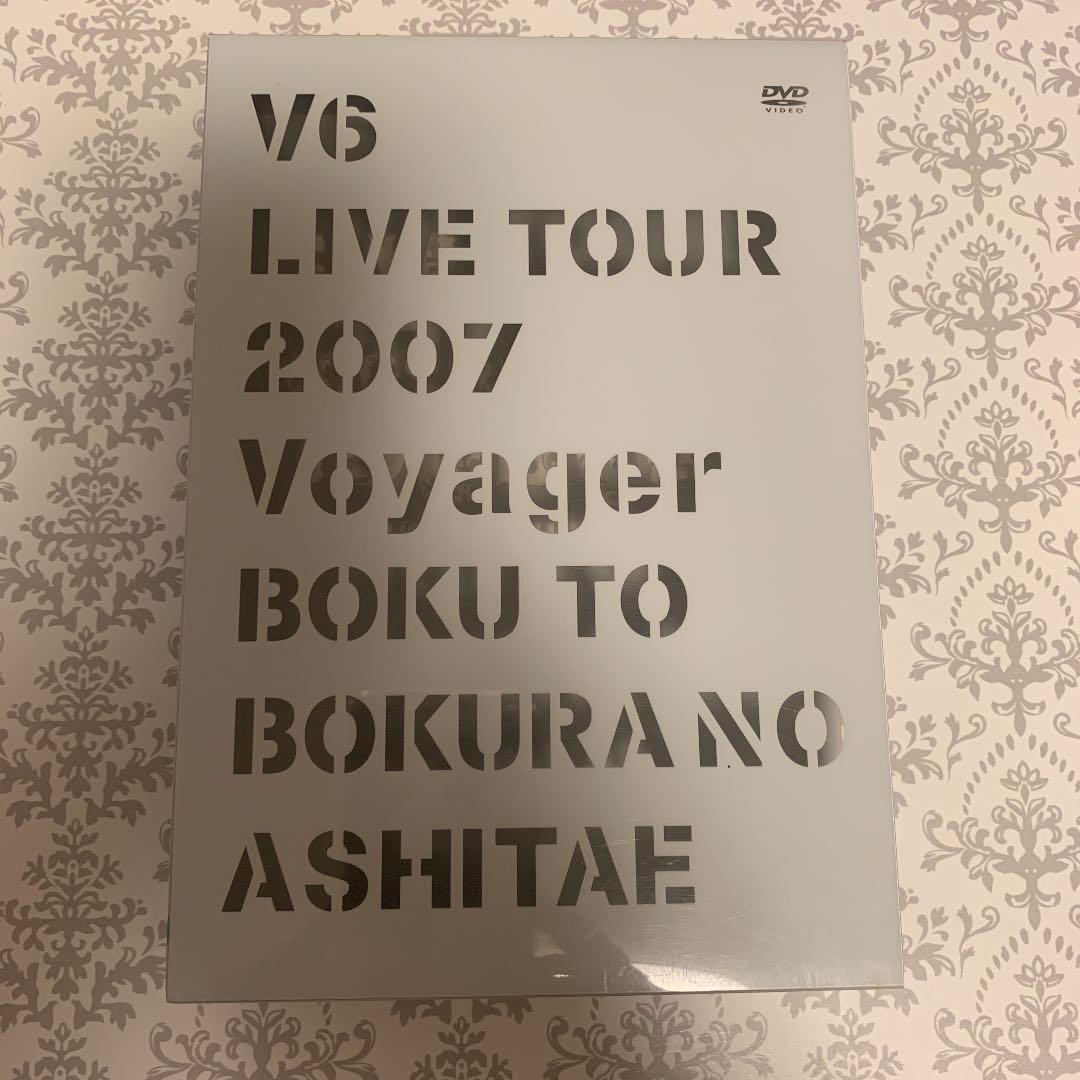 V6
DVD
VIDEO
LIVE TOUR
2007
Voyager
BOKU TO
BOKURA NO
ASHITAE